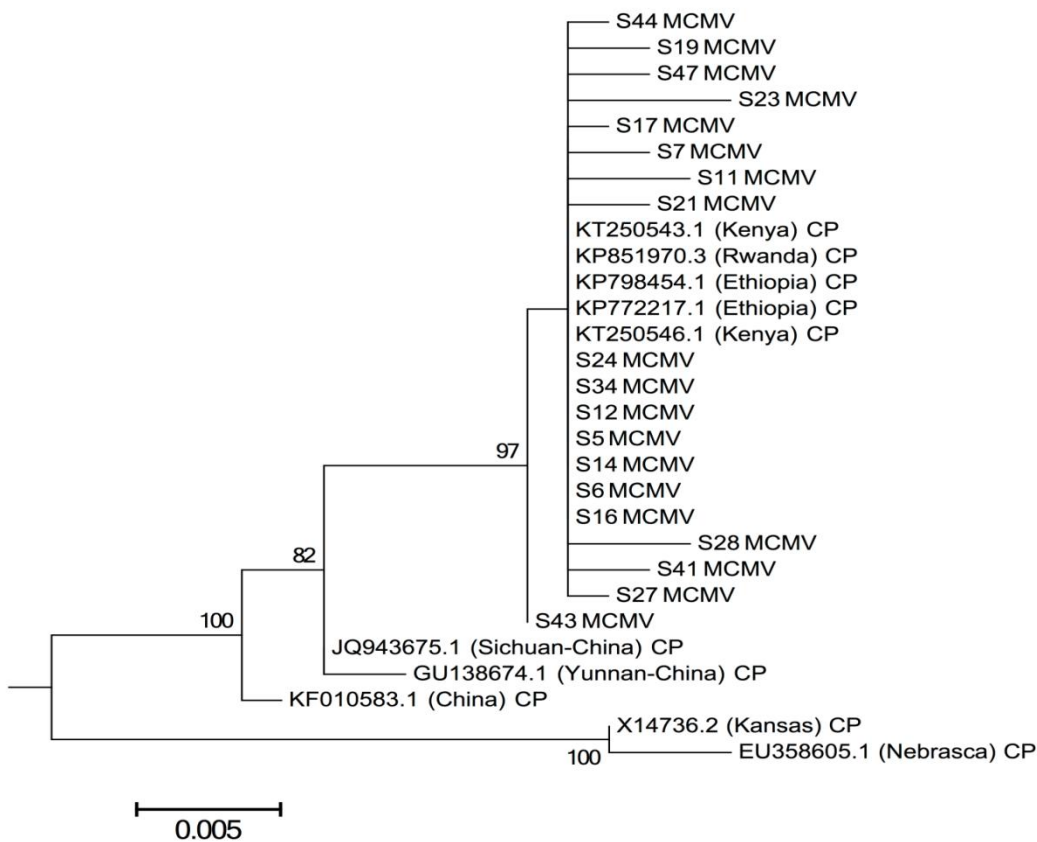 S44 MCMV
S19 MCMV
S47 MCMV
S23 MCMV
S17 MCMV
S7 MCMV
S11 MCMV
S21 MCMV
KT250543.1 (Kenya) CP
KP851970.3 (Rwanda) CP
KP798454.1 (Ethiopia) CP
KP772217.1 (Ethiopia) CP
KT250546.1 (Kenya) CP
S24 MCMV
S34 MCMV
S12 MCMV
S5 MCMV
97
S14 MCMV
S6 MCMV
S16 MCMV
S28 MCMV
82
S41 MCMV
S27 MCMV
100
S43 MCMV
JQ943675.1 (Sichuan-China) CP
GU138674.1 (Yunnan-China) CP
KF010583.1 (China) CP
X14736.2 (Kansas) CP
100
EU358605.1 (Nebrasca) CP
0.005